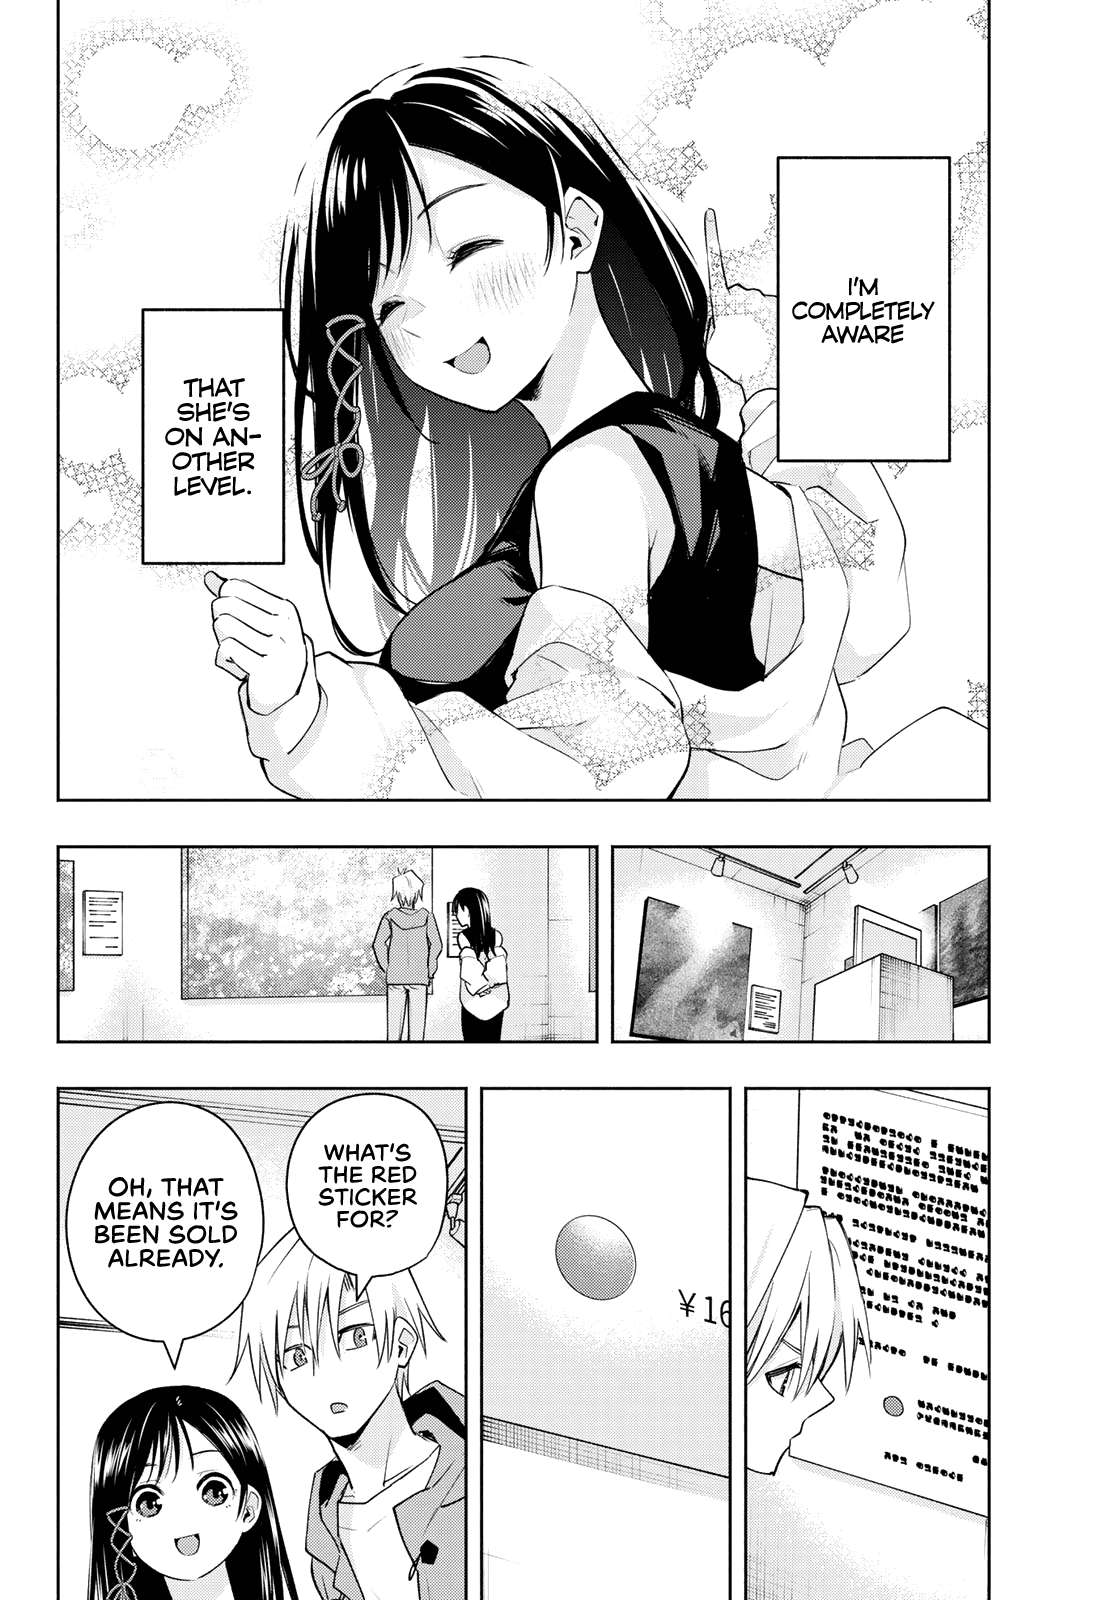 I'M
COMPLETELY
AWARE
THAT
SHE'S
ON AN-
OTHER
LEVEL.
¥16
WHAT'S
THE RED
STICKER
FOR?
OH, THAT
MEANS IT'S
BEEN SOLD
ALREADY.